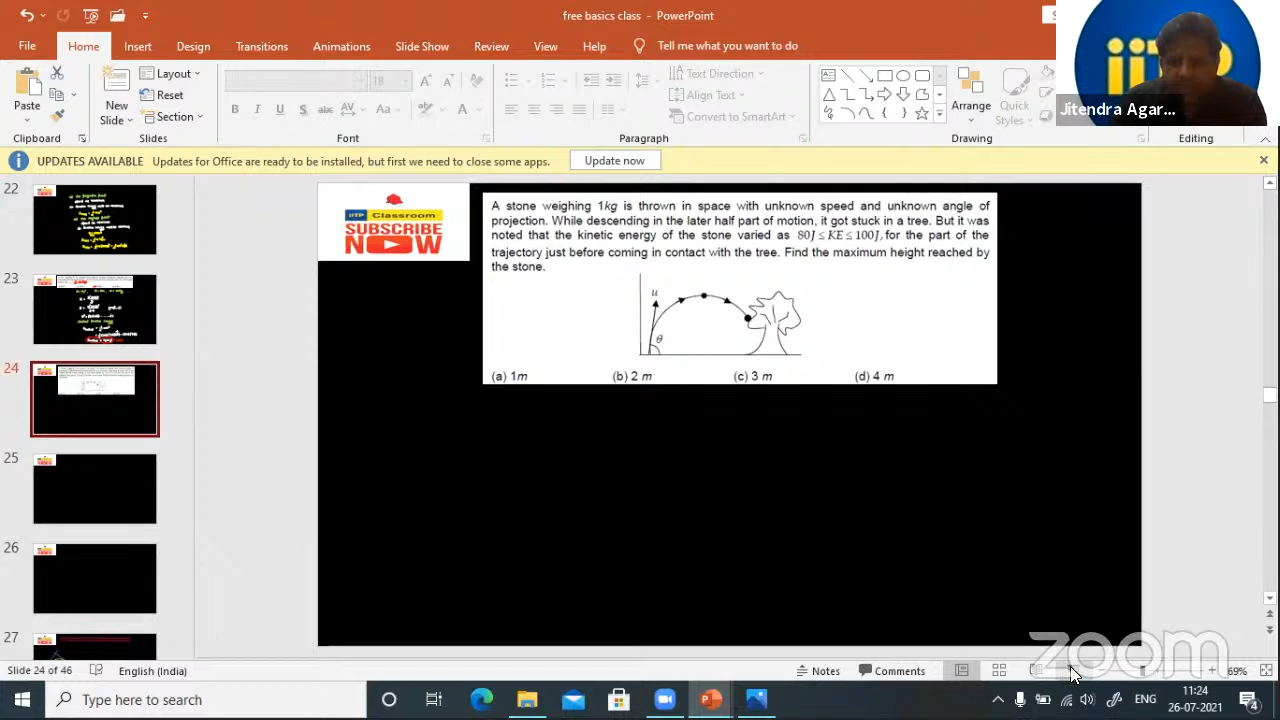 free basics class - PowerPoint
File Home Insert Design Transitions Animations Slide Show Review View Help Tell me what you want to do
Paste
New
Slide
Layout
Reset
Section
18
B I U S abc AV Aa A
Text Direction
Align Text
Convert to SmartArt
Arrange
Quick
Styles
Clipboard Slides Font Paragraph Drawing Editing
Jitendra Agar...
UPDATES AVAILABLE Updates for Office are ready to be installed, but first we need to close some apps. Update now
22
23
24
25
26
27
IITP Classroom
SUBSCRIBE
NOW
A stone weighing 1kg is thrown in space with unknown speed and unknown angle of
projection. While descending in the later half part of motion, it got stuck in a tree. But it was
noted that the kinetic energy of the stone varied as 80J ≤ KE ≤ 100J, for the part of the
trajectory just before coming in contact with the tree. Find the maximum height reached by
the stone.
u
θ
(a) 1m (b) 2 m (c) 3 m (d) 4 m
zoom
Slide 24 of 46 English (India) Notes Comments 69%
Type here to search
ENG
11:24
26-07-2021
4